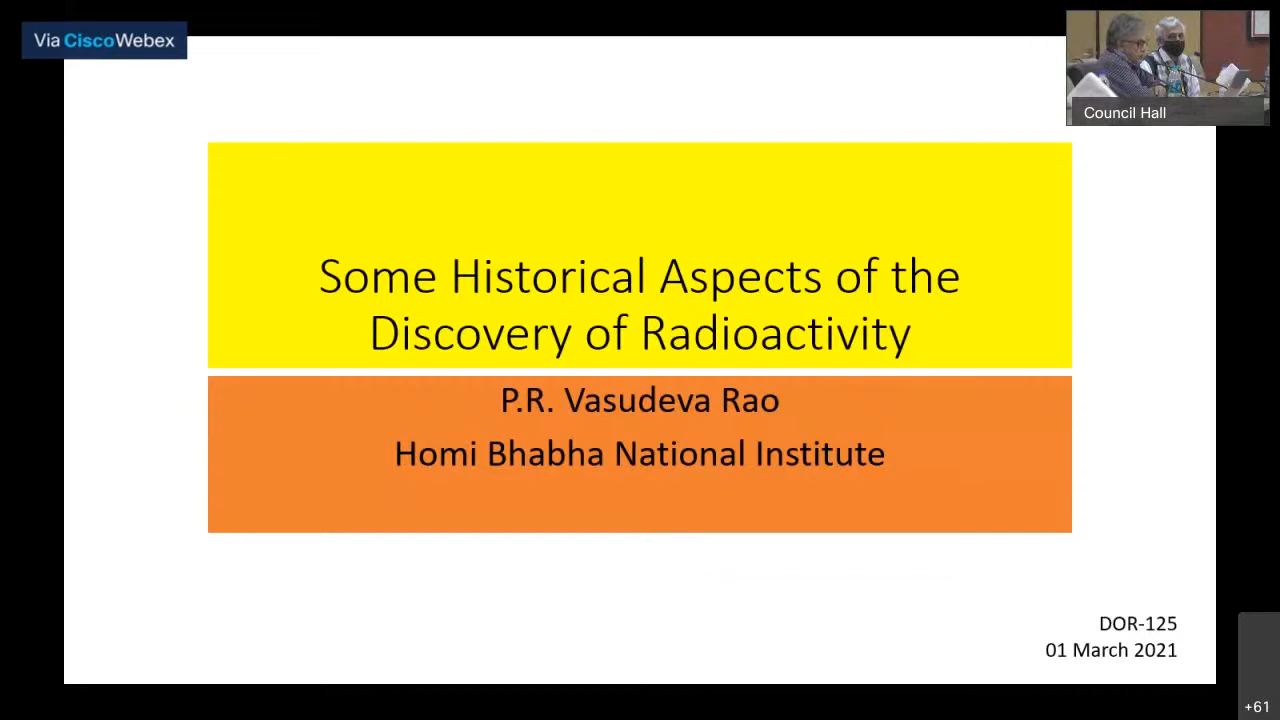 Via CiscoWebex
Council Hall
Some Historical Aspects of the
Discovery of Radioactivity
P.R. Vasudeva Rao
Homi Bhabha National Institute
DOR-125
01 March 2021
+61